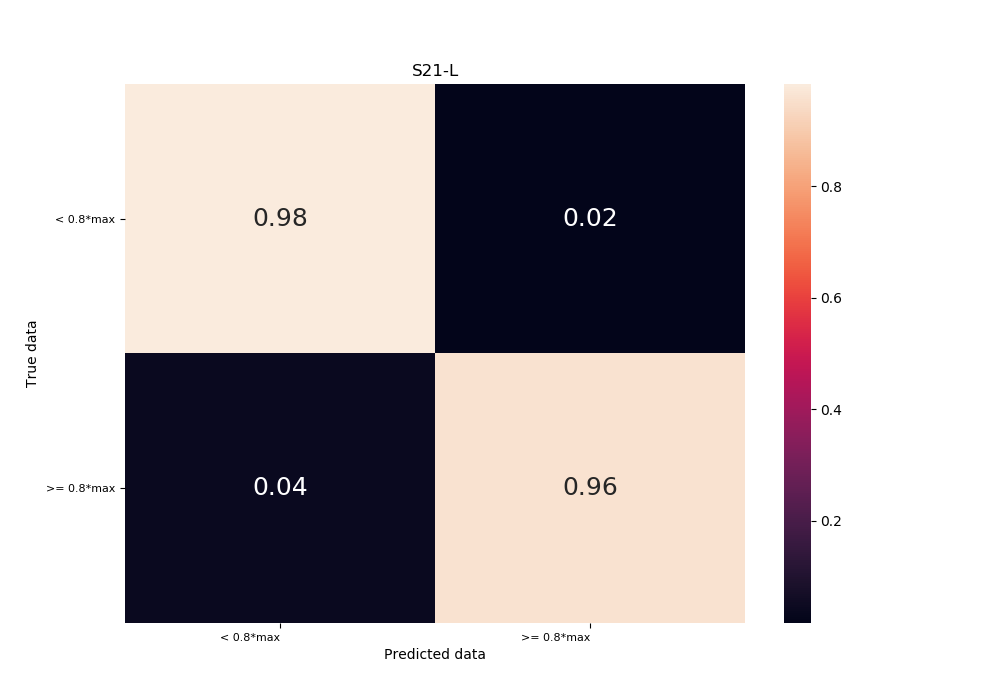 S21-L
0.8
< 0.8*max
0.98
0.02
0.6
True data
0.4
>= 0.8*max
0.04
0.96
0.2
< 0.8*max
>= 0.8*max
Predicted data